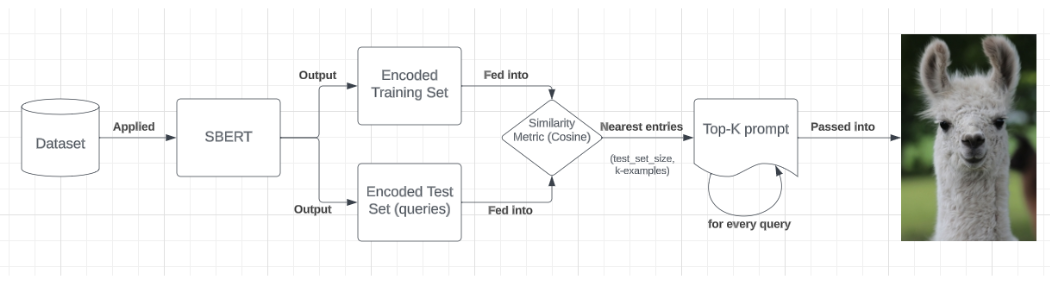 Dataset
Applied
SBERT
Output
Encoded
Training Set
Fed into
Output
Encoded Test
Set (queries)
Fed into
Similarity
Metric (Cosine)
Nearest entries
(test_set_size,
k-examples)
Top-K prompt
for every query
Passed into